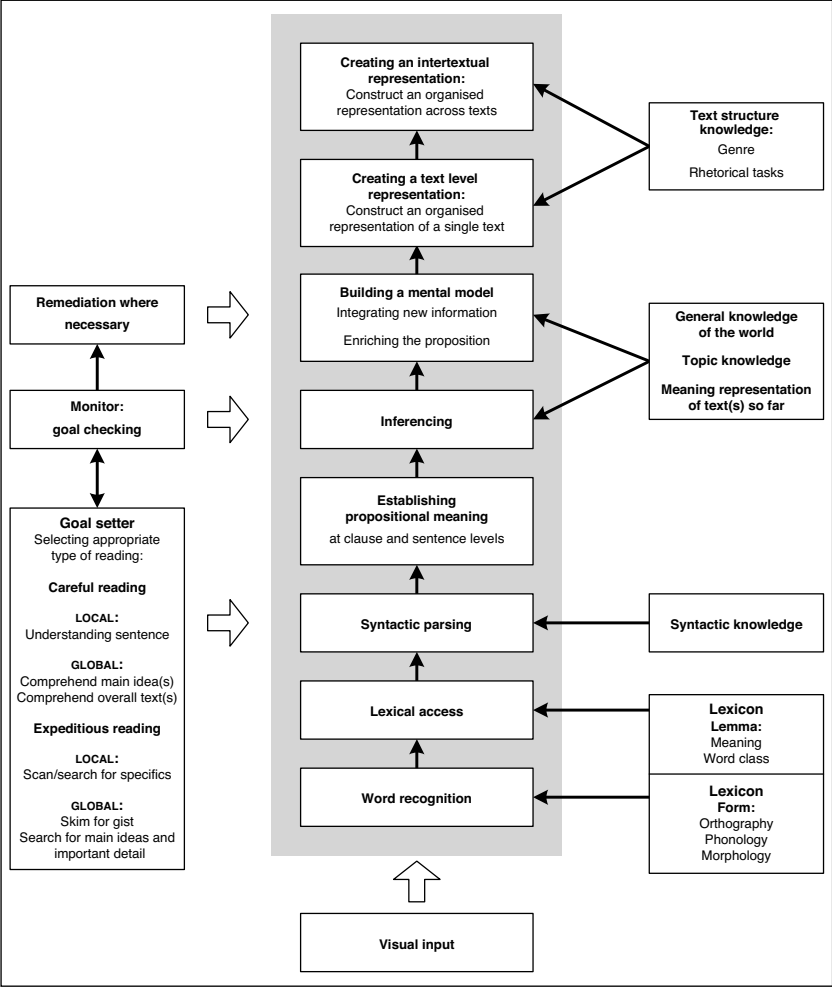 Remediation where
necessary
Monitor:
goal checking
Goal setter
Selecting appropriate
type of reading:
Careful reading
LOCAL:
Understanding sentence
GLOBAL:
Comprehend main idea(s)
Comprehend overall text(s)
Expeditious reading
LOCAL:
Scan/search for specifics
GLOBAL:
Skim for gist
Search for main ideas and
important detail
Creating an intertextual
representation:
Construct an organised
representation across texts
Creating a text level
representation:
Construct an organised
representation of a single text
Building a mental model
Integrating new information
Enriching the proposition
Inferencing
Establishing
propositional meaning
at clause and sentence levels
Syntactic parsing
Lexical access
Word recognition
Visual input
Text structure
knowledge:
Genre
Rhetorical tasks
General knowledge
of the world
Topic knowledge
Meaning representation
of text(s) so far
Syntactic knowledge
Lexicon
Lemma:
Meaning
Word class
Lexicon
Form:
Orthography
Phonology
Morphology